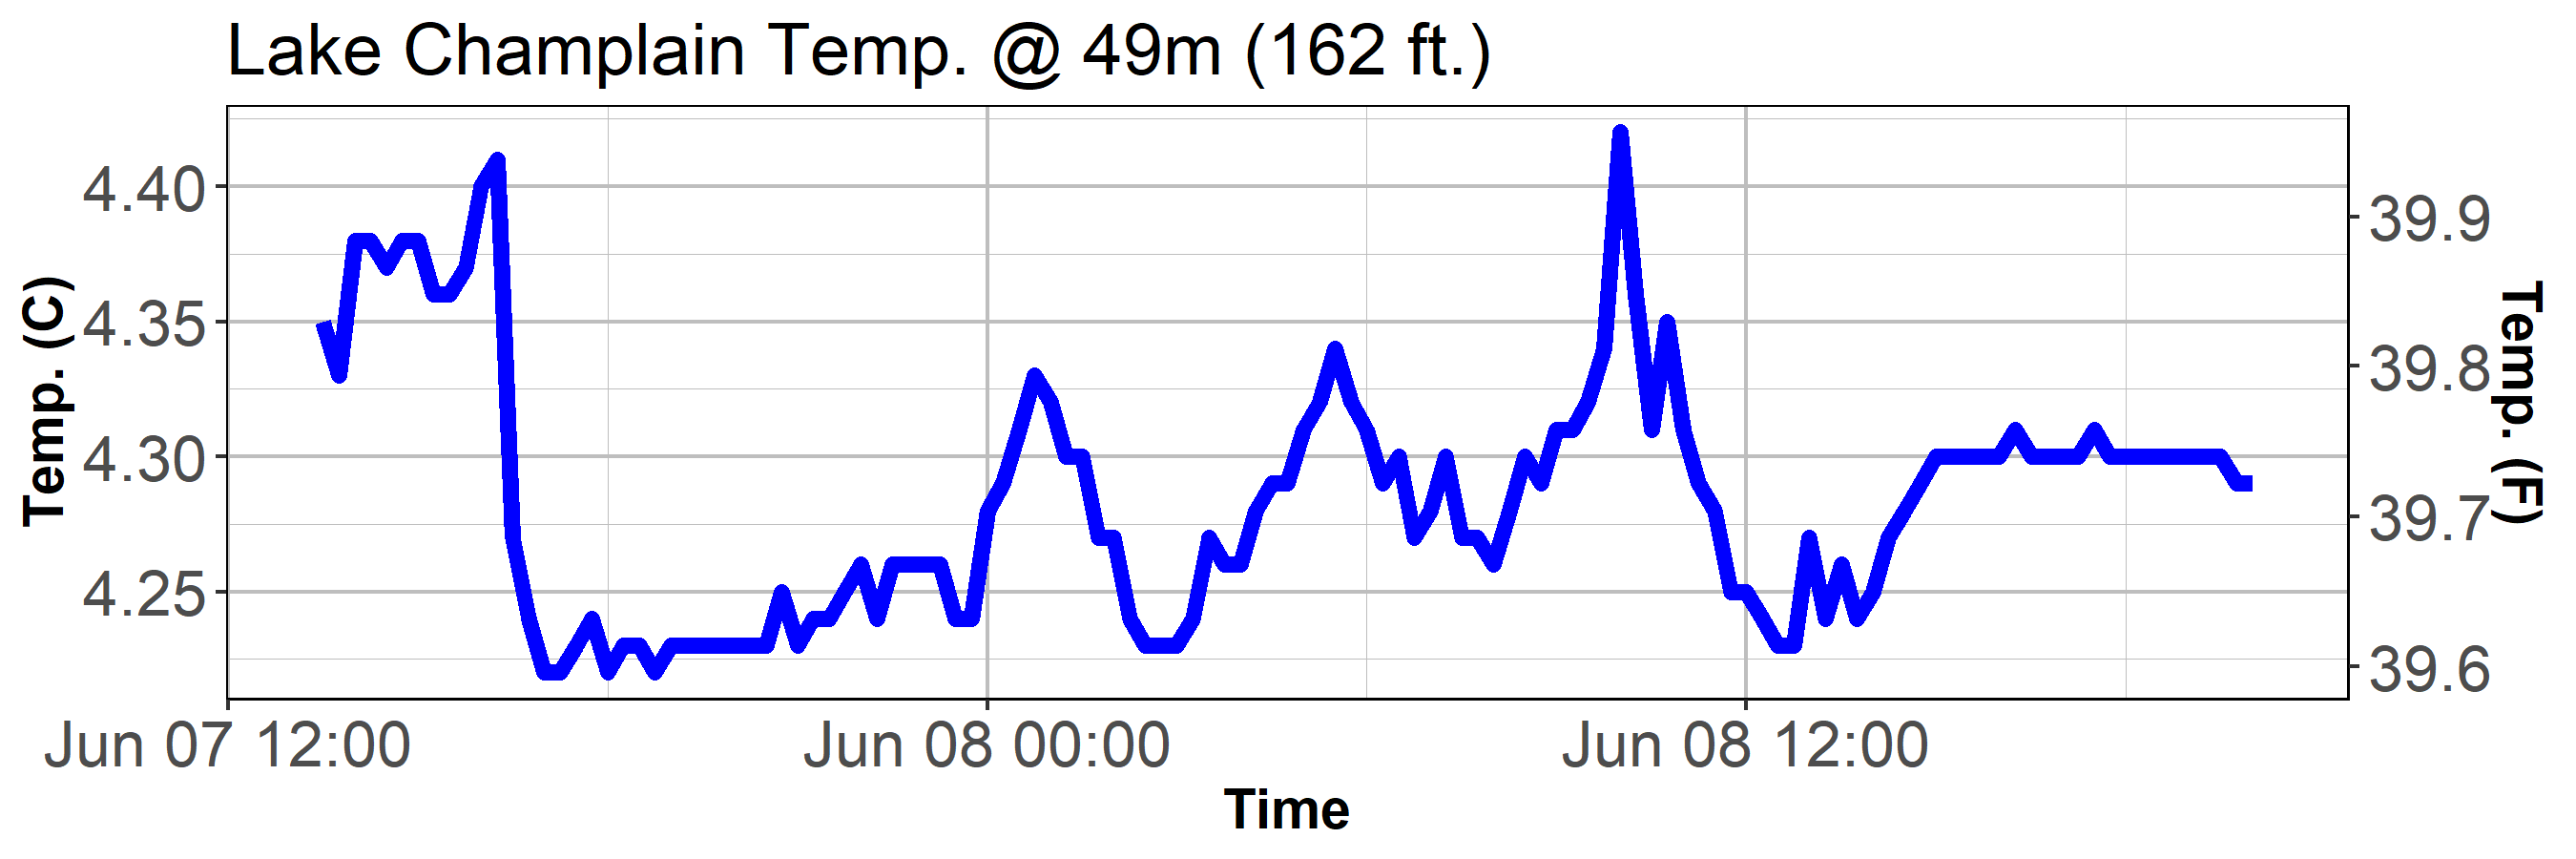 Lake Champlain Temp. @ 49m (162 ft.)
Temp. (C)
4.40
4.35
4.30
4.25
39.9
39.8
39.7
39.6
Temp. (F)
Jun 07 12:00
Jun 08 00:00
Jun 08 12:00
Time